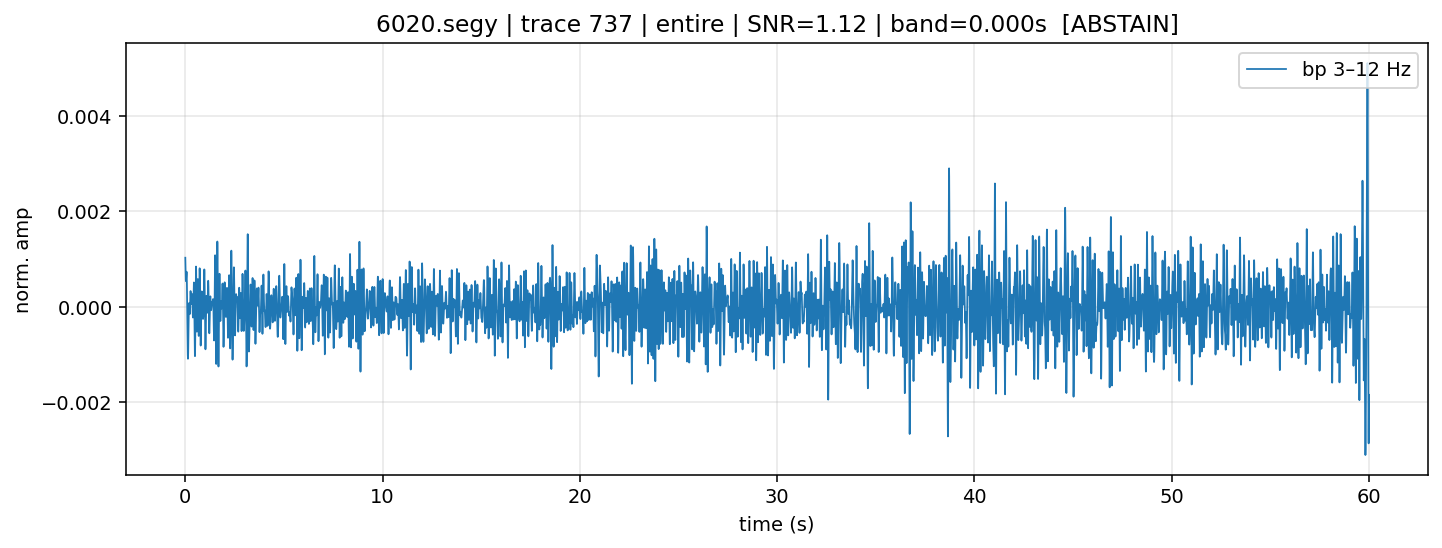 6020.segy | trace 737 | entire | SNR=1.12 | band=0.000s  [ABSTAIN]
bp 3–12 Hz
norm. amp
0.004
0.002
0.000
−0.002
0 10 20 30 40 50 60
time (s)